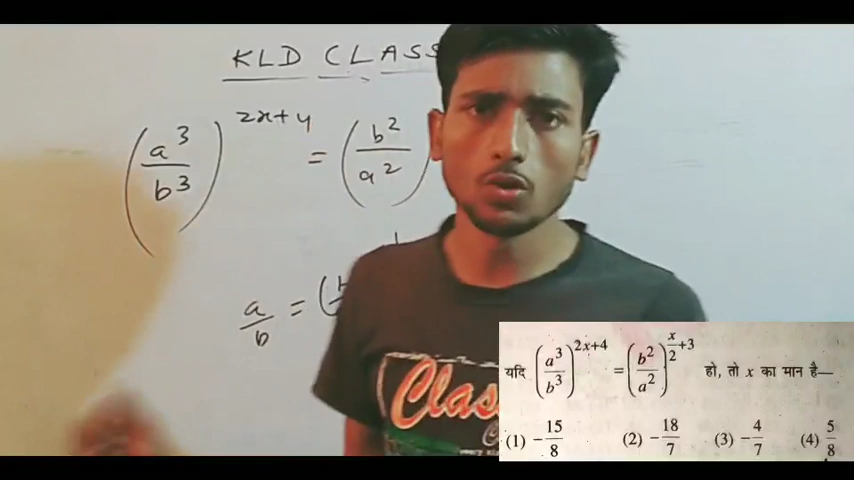 KLD CLASS
(a³/b³)^(2x+4) = (b²/a²)
a/b = (
Class
यदि (a³/b³)^(2x+4) = (b²/a²)^(x/2+3) हो, तो x का मान है—
(1) −15/8 (2) −18/7 (3) −4/7 (4) 5/8